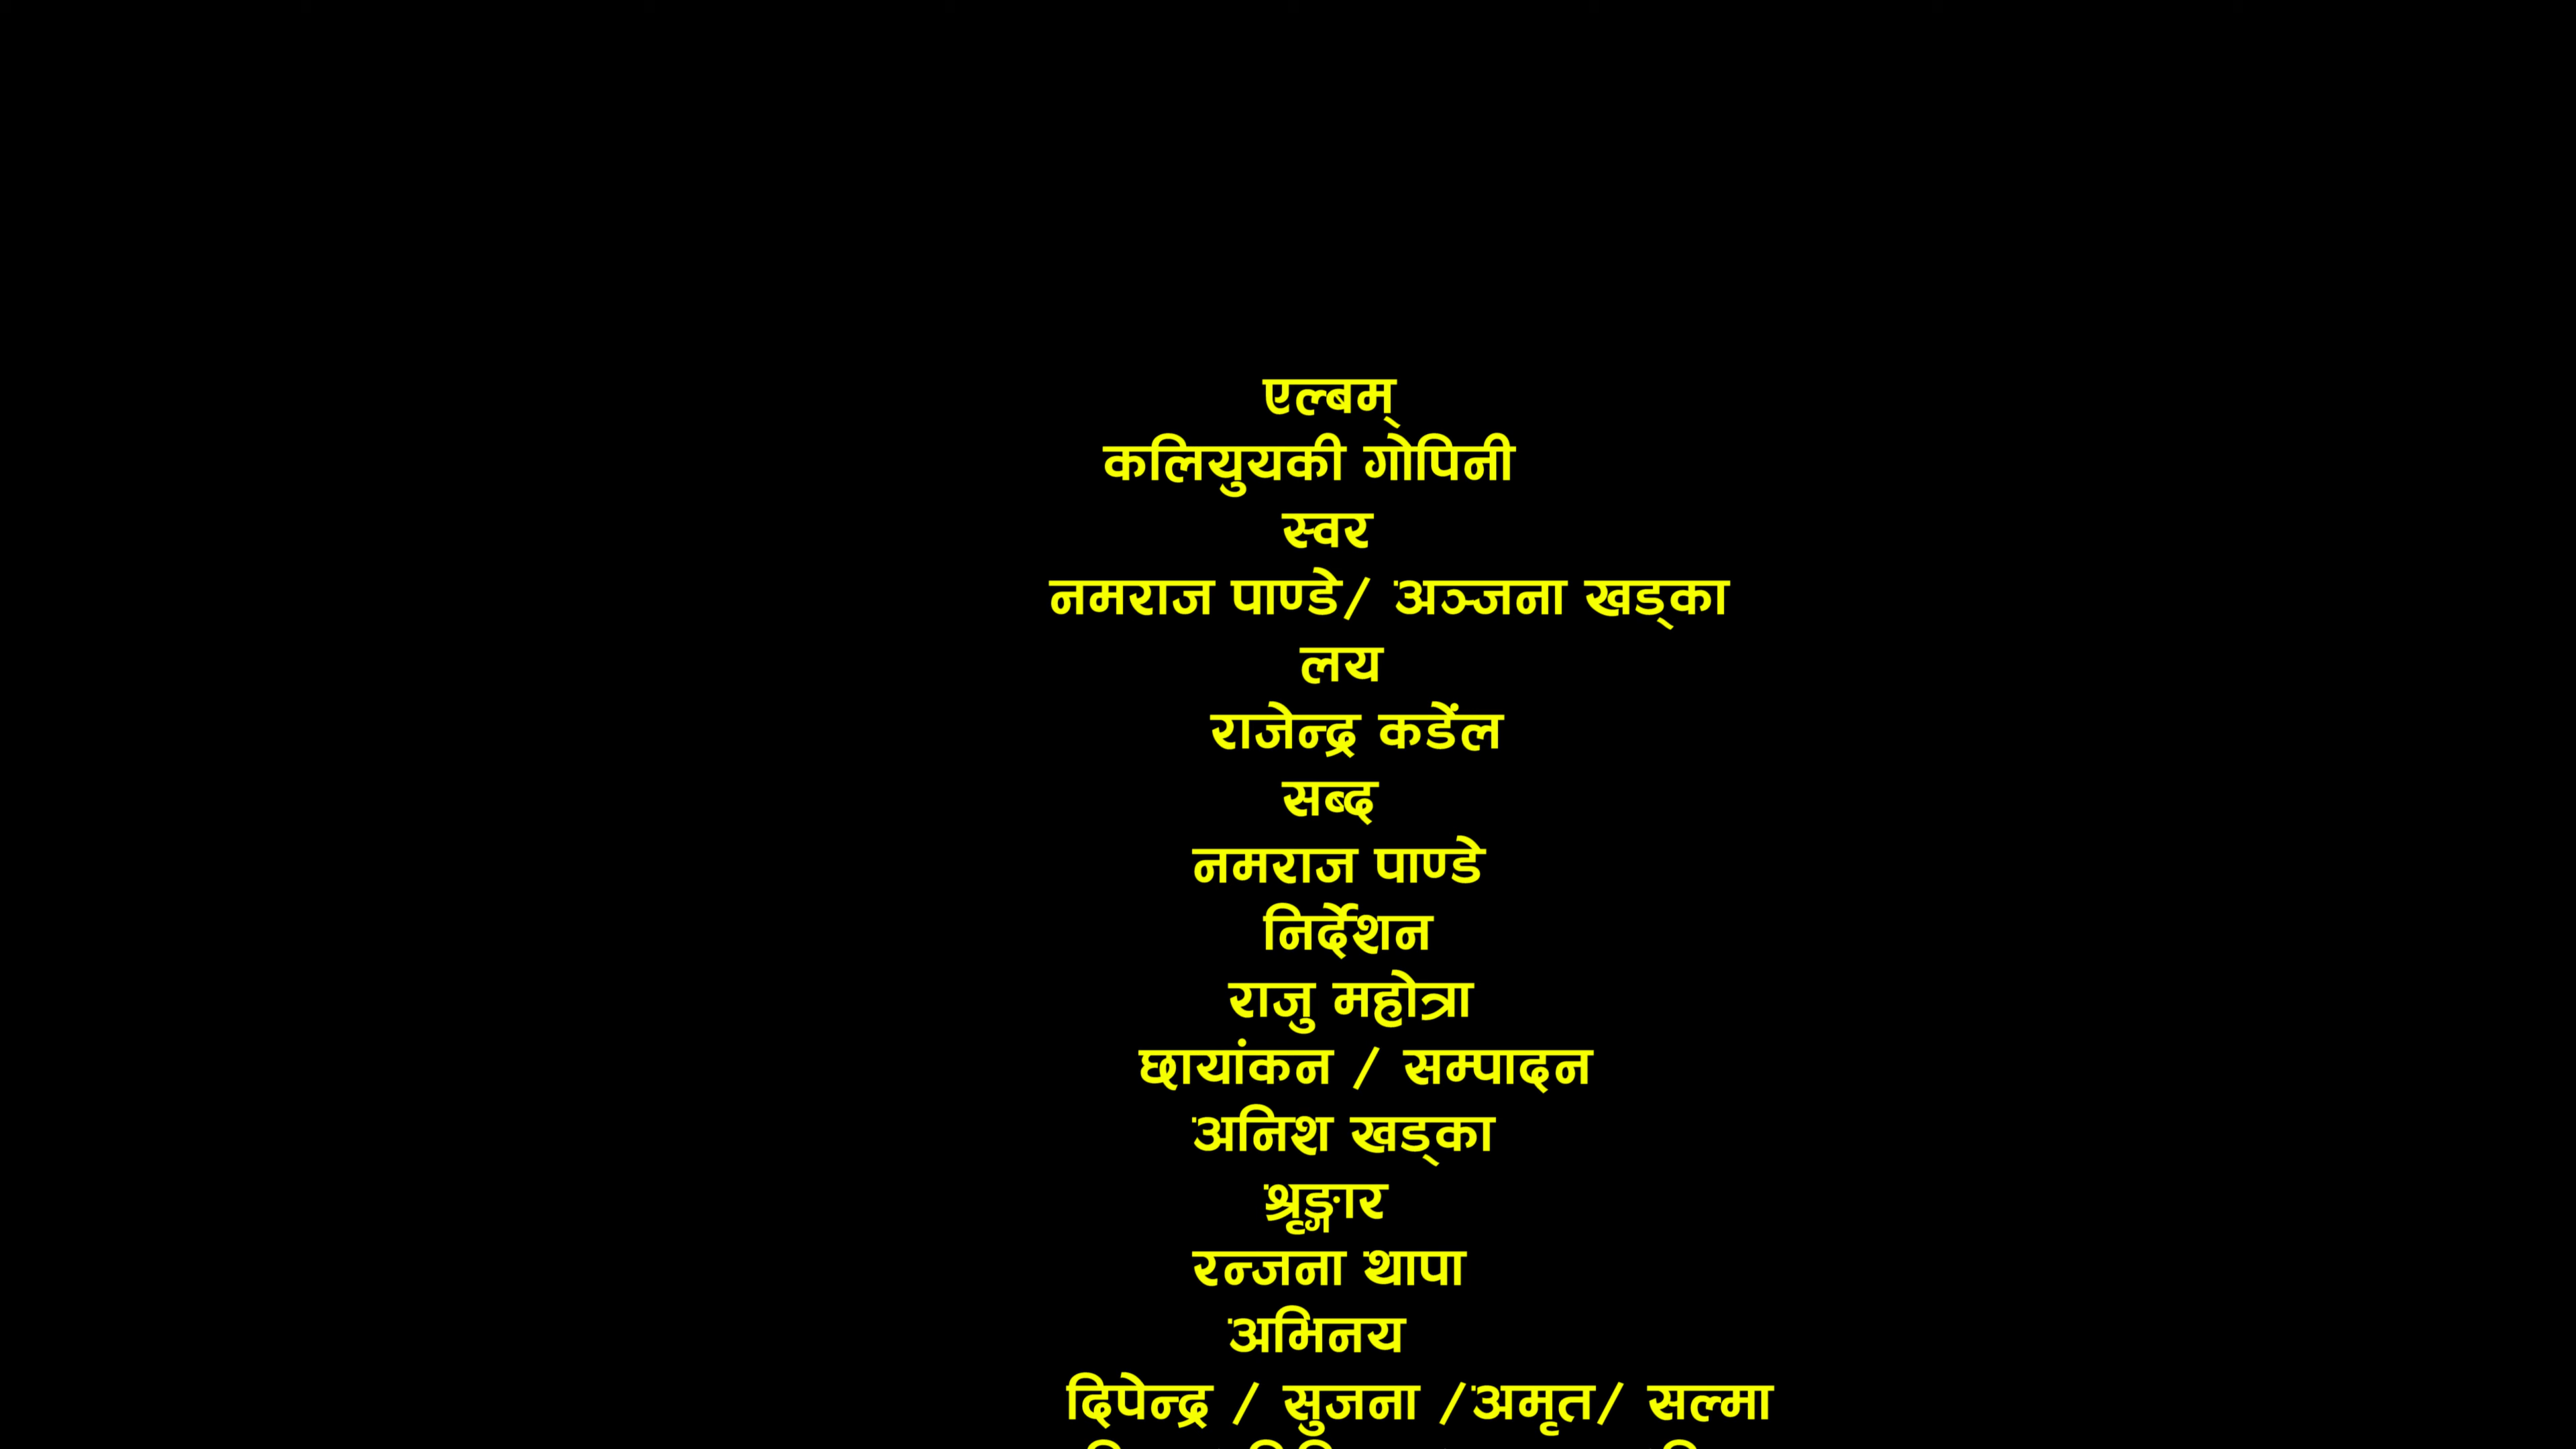 एल्बम्
कलियुयकी गोपिनी
स्वर
नमराज पाण्डे/ अञ्जना खड्का
लय
राजेन्द्र कडेंल
सब्द
नमराज पाण्डे
निर्देशन
राजु महोत्रा
छायांकन / सम्पादन
अनिश खड्का
श्रृङ्गार
रन्जना थापा
अभिनय
दिपेन्द्र / सुजना /अमृत/ सल्मा